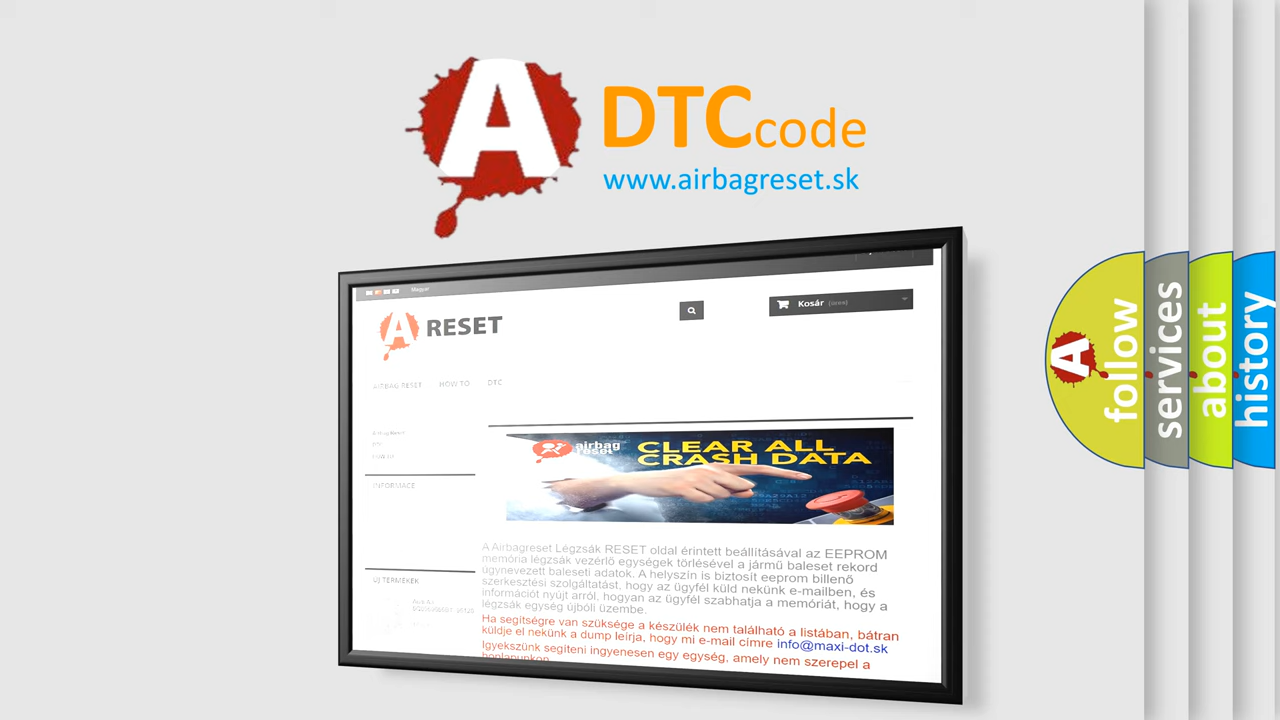 A
DTC code
www.airbagreset.sk
Magyar
A RESET
Kosár (üres)
AIRBAG RESET HOW TO DTC
INFORMACE
airbag
reset
CLEAR ALL
CRASH DATA
A Airbagreset Légzsák RESET oldal érintett beállításával az EEPROM
memória légzsák vezérlő egységek törlésével a jármű baleset rekord
úgynevezett baleseti adatok. A helyszín is biztosít eeprom billenő
szerkesztési szolgáltatást, hogy az ügyfél küld nekünk e-mailben, és
információt nyújt arról, hogyan az ügyfél szabhatja a memóriát, hogy a
légzsák egység újbóli üzembe.
Ha segítségre van szüksége a készülék nem található a listában, bátran
küldje el nekünk a dump leírja, hogy mi e-mail címre info@maxi-dot.sk
Igyekszünk segíteni ingyenesen egy egység, amely nem szerepel a
honlapunkon
ÚJ TERMÉKEK
A
follow
services
about
history